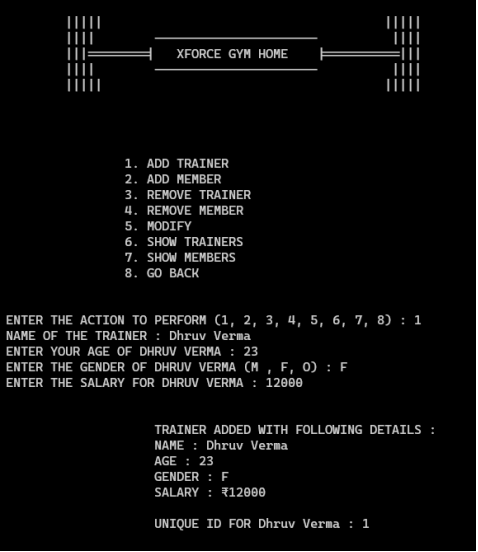 XFORCE GYM HOME
1. ADD TRAINER
2. ADD MEMBER
3. REMOVE TRAINER
4. REMOVE MEMBER
5. MODIFY
6. SHOW TRAINERS
7. SHOW MEMBERS
8. GO BACK
ENTER THE ACTION TO PERFORM (1, 2, 3, 4, 5, 6, 7, 8) : 1
NAME OF THE TRAINER : Dhruv Verma
ENTER YOUR AGE OF DHRUV VERMA : 23
ENTER THE GENDER OF DHRUV VERMA (M , F, O) : F
ENTER THE SALARY FOR DHRUV VERMA : 12000
TRAINER ADDED WITH FOLLOWING DETAILS :
NAME : Dhruv Verma
AGE : 23
GENDER : F
SALARY : ₹12000
UNIQUE ID FOR Dhruv Verma : 1